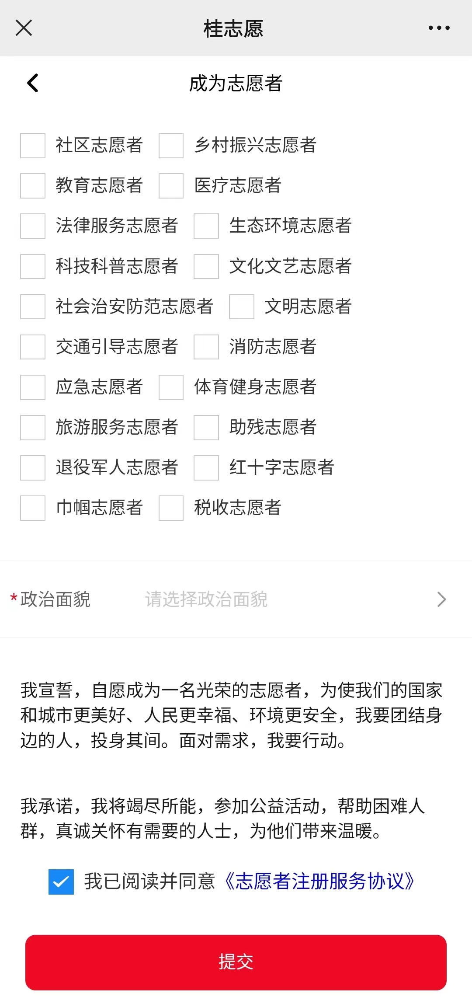 桂志愿
成为志愿者
社区志愿者 乡村振兴志愿者
教育志愿者 医疗志愿者
法律服务志愿者 生态环境志愿者
科技科普志愿者 文化文艺志愿者
社会治安防范志愿者 文明志愿者
交通引导志愿者 消防志愿者
应急志愿者 体育健身志愿者
旅游服务志愿者 助残志愿者
退役军人志愿者 红十字志愿者
巾帼志愿者 税收志愿者
*政治面貌 请选择政治面貌
我宣誓，自愿成为一名光荣的志愿者，为使我们的国家
和城市更美好、人民更幸福、环境更安全，我要团结身
边的人，投身其间。面对需求，我要行动。
我承诺，我将竭尽所能，参加公益活动，帮助困难人
群，真诚关怀有需要的人士，为他们带来温暖。
我已阅读并同意《志愿者注册服务协议》
提交